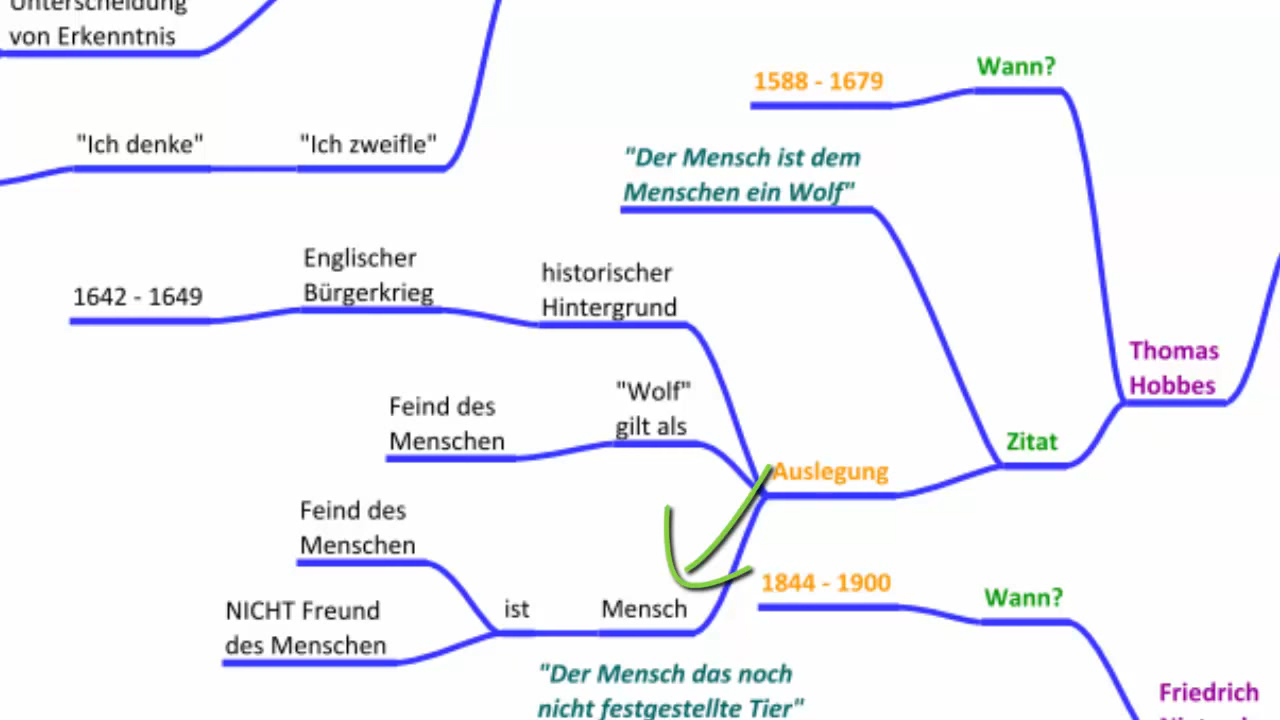 Unterscheidung
von Erkenntnis
"Ich denke"
"Ich zweifle"
1588 - 1679
Wann?
"Der Mensch ist dem
Menschen ein Wolf"
1642 - 1649
Englischer
Bürgerkrieg
historischer
Hintergrund
Thomas
Hobbes
Feind des
Menschen
"Wolf"
gilt als
Zitat
Auslegung
Feind des
Menschen
NICHT Freund
des Menschen
ist
Mensch
1844 - 1900
Wann?
"Der Mensch das noch
nicht festgestellte Tier"
Friedrich